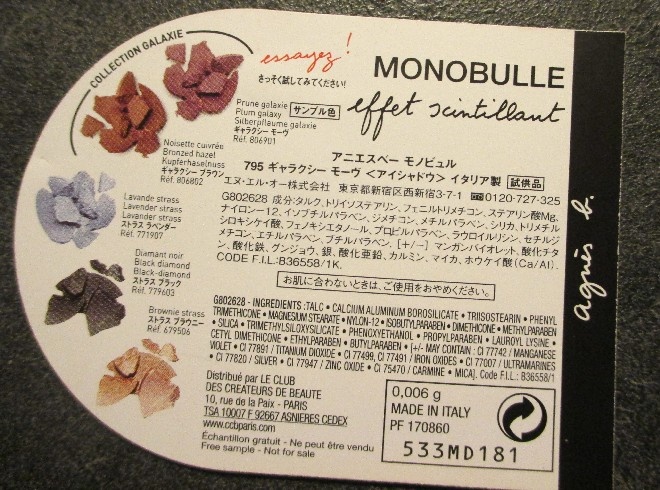 COLLECTION GALAXIE
essayez!
さっそく試してみてください!
MONOBULLE
effet scintillant
Prune galaxie サンプル色
Plum galaxy
Silberpflaume galaxie
ギャラクシー モーヴ
Réf. 806901
Noisette cuivrée
Bronzed hazel
Kupferhaselnuss
ギャラクシー ブラウン
Réf. 806802
Lavande strass
Lavender strass
Lavender strass
ストラス ラベンダー
Réf. 771907
Diamant noir
Black diamond
Black-diamond
ストラス ブラック
Réf. 779603
Brownie strass
ストラス ブラウニー
Réf. 679506
アニエスベー モノビュル
795 ギャラクシー モーヴ <アイシャドウ> イタリア製 試供品
エヌ・エル・オー株式会社 東京都新宿区西新宿3-7-1 0120-727-325
G802628 成分:タルク、トリイソステアリン、フェニルトリメチコン、ステアリン酸Mg、
ナイロン-12、イソブチルパラベン、ジメチコン、メチルパラベン、シリカ、トリメチル
シロキシケイ酸、フェノキシエタノール、プロピルパラベン、ラウロイルリシン、セチルジ
メチコン、エチルパラベン、ブチルパラベン、[+/-] マンガンバイオレット、酸化チタ
ン、酸化鉄、グンジョウ、銀、酸化亜鉛、カルミン、マイカ、ホウケイ酸(Ca/Al).
CODE F.I.L.:B36558/1K.
お肌に合わないときは、ご使用をおやめください。
G802628 - INGREDIENTS : TALC • CALCIUM ALUMINUM BOROSILICATE • TRIISOSTEARIN • PHENYL
TRIMETHICONE • MAGNESIUM STEARATE • NYLON-12 • ISOBUTYLPARABEN • DIMETHICONE • METHYLPARABEN
• SILICA • TRIMETHYLSILOXYSILICATE • PHENOXYETHANOL • PROPYLPARABEN • LAUROYL LYSINE •
CETYL DIMETHICONE • ETHYLPARABEN • BUTYLPARABEN • [+/- MAY CONTAIN : CI 77742 / MANGANESE
VIOLET • CI 77891 / TITANIUM DIOXIDE • CI 77499, CI 77491 / IRON OXIDES • CI 77007 / ULTRAMARINES
• CI 77820 / SILVER • CI 77947 / ZINC OXIDE • CI 75470 / CARMINE • MICA]. Code F.I.L.: B36558/1
Distribué par LE CLUB
DES CREATEURS DE BEAUTE
10, rue de la Paix - PARIS
TSA 10007 F 92667 ASNIERES CEDEX
www.ccbparis.com
Échantillon gratuit - Ne peut être vendu
Free sample - Not for sale
0,006 g
MADE IN ITALY
PF 170860
533MD181
agnès b.